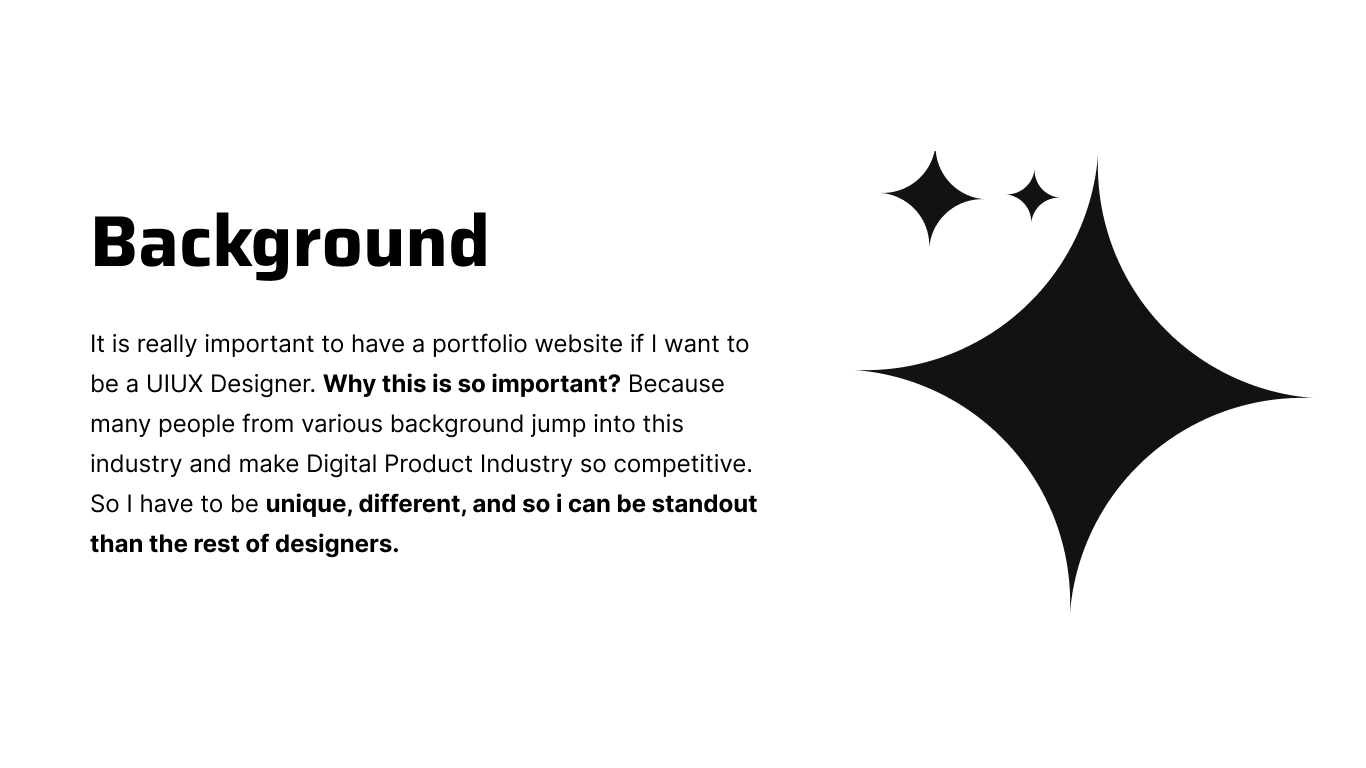 Background
It is really important to have a portfolio website if I want to
be a UIUX Designer. Why this is so important? Because
many people from various background jump into this
industry and make Digital Product Industry so competitive.
So I have to be unique, different, and so i can be standout
than the rest of designers.